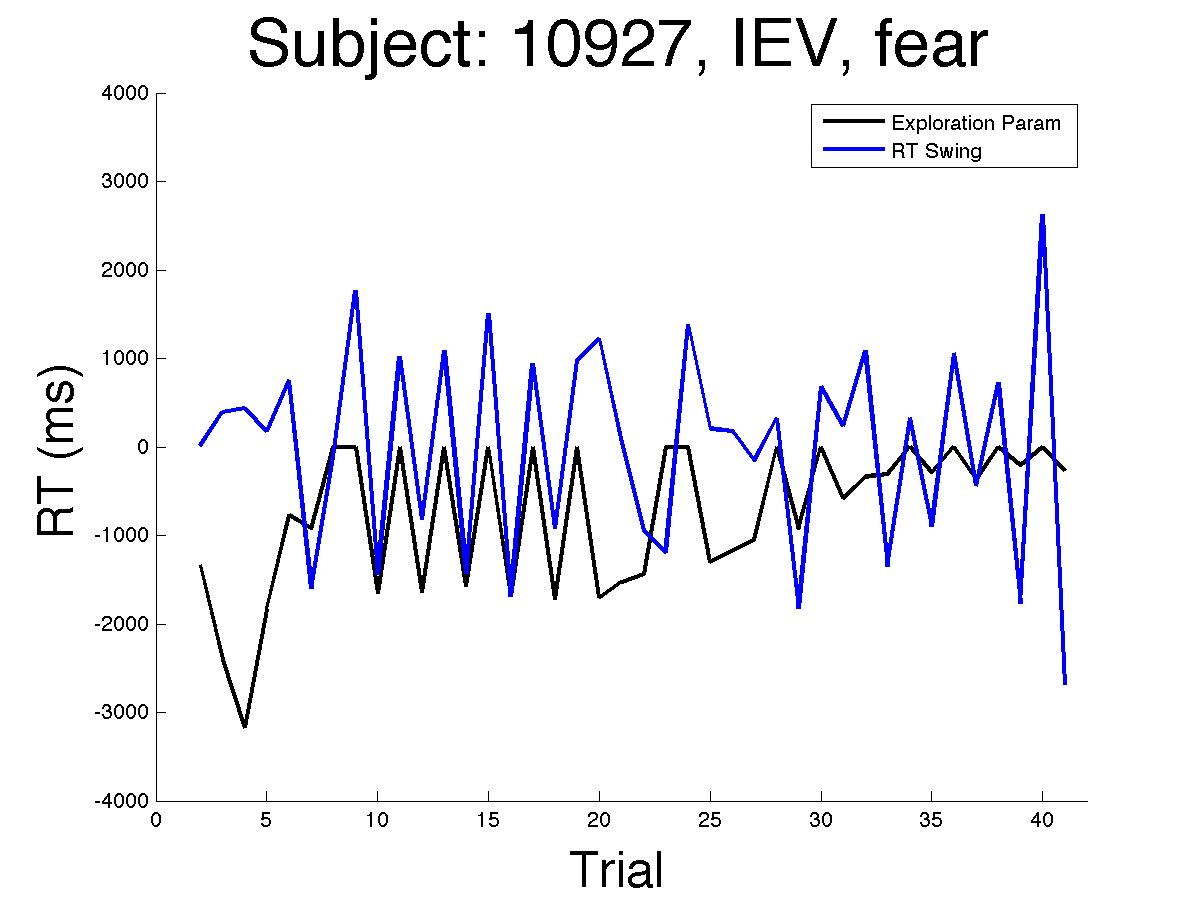 Subject: 10927, IEV, fear
4000
3000
2000
1000
0
-1000
-2000
-3000
-4000
RT (ms)
Exploration Param
RT Swing
0 5 10 15 20 25 30 35 40
Trial